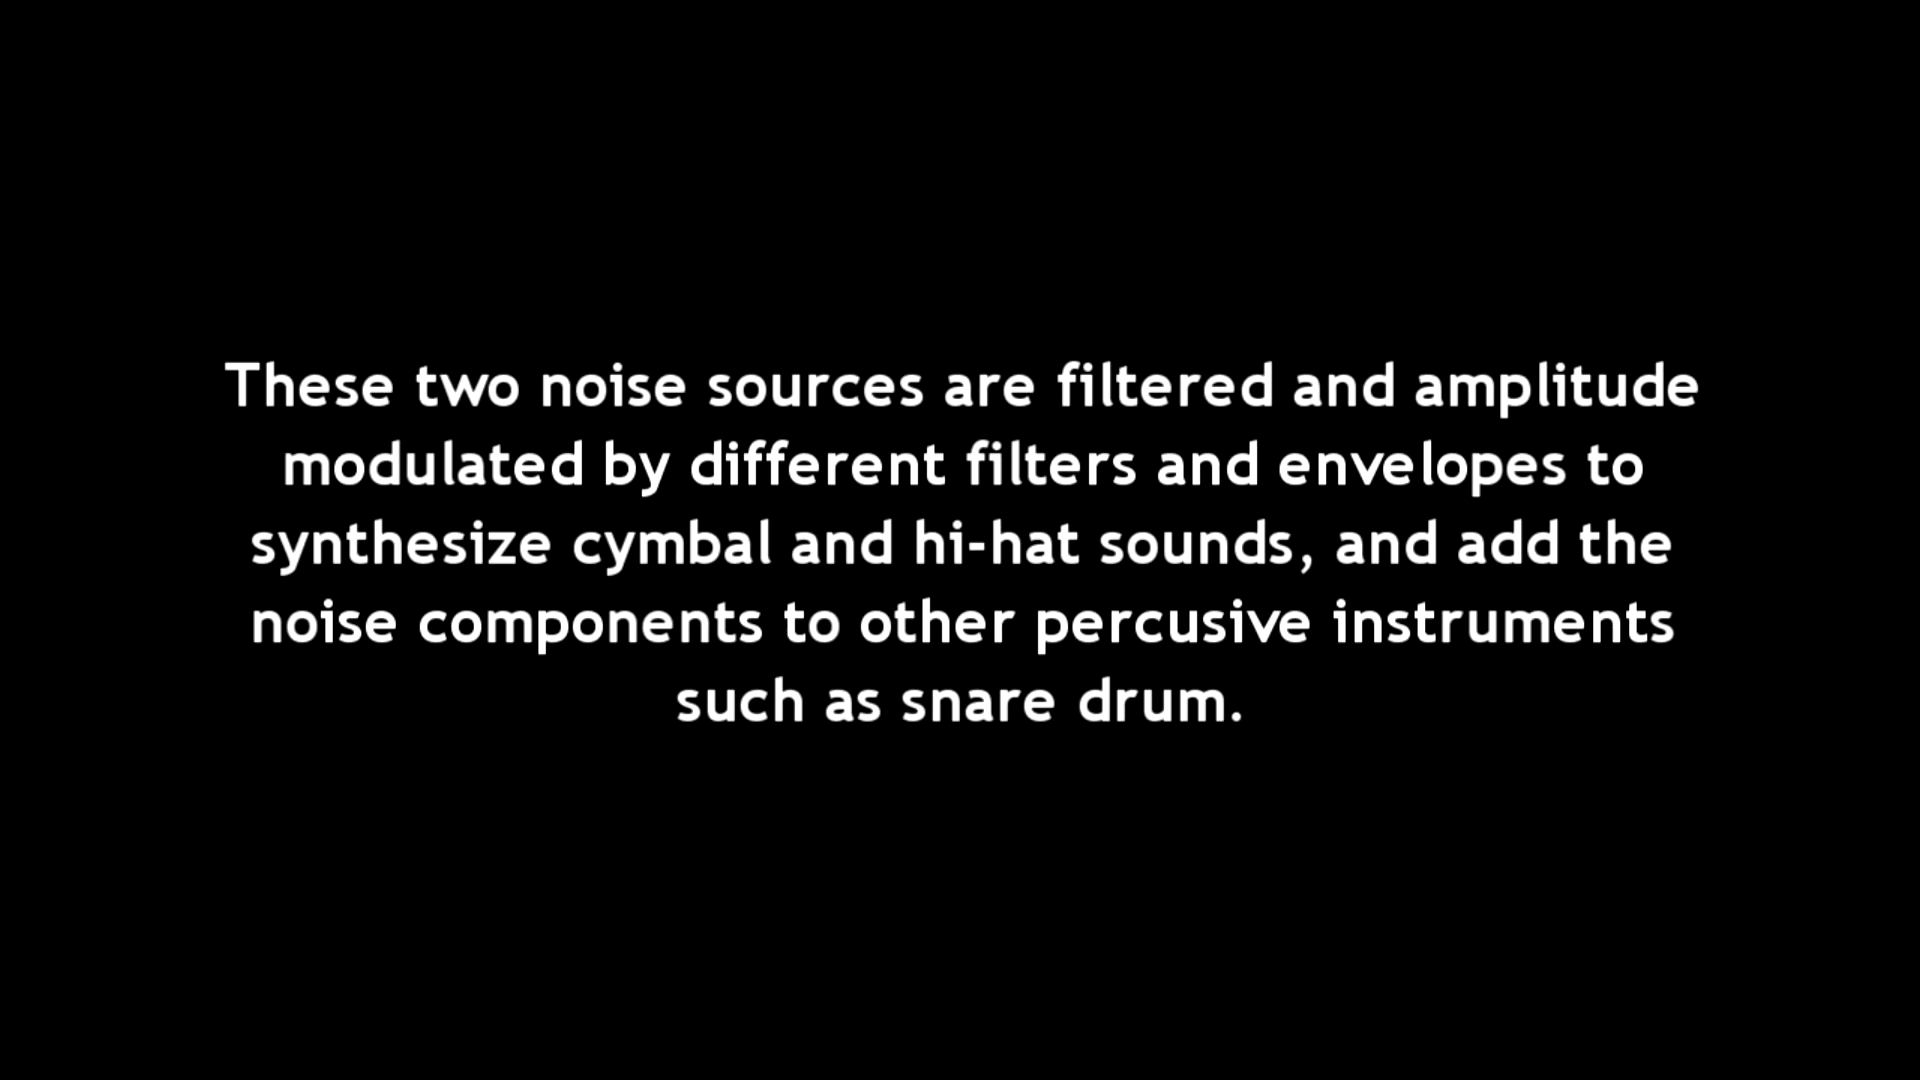 These two noise sources are filtered and amplitude
modulated by different filters and envelopes to
synthesize cymbal and hi-hat sounds, and add the
noise components to other percusive instruments
such as snare drum.